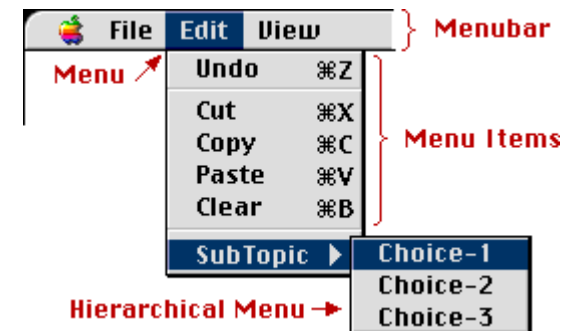 File Edit View Menubar
Menu Undo ⌘Z
Cut ⌘X
Copy ⌘C Menu Items
Paste ⌘V
Clear ⌘B
SubTopic Choice-1
Choice-2
Hierarchical Menu Choice-3